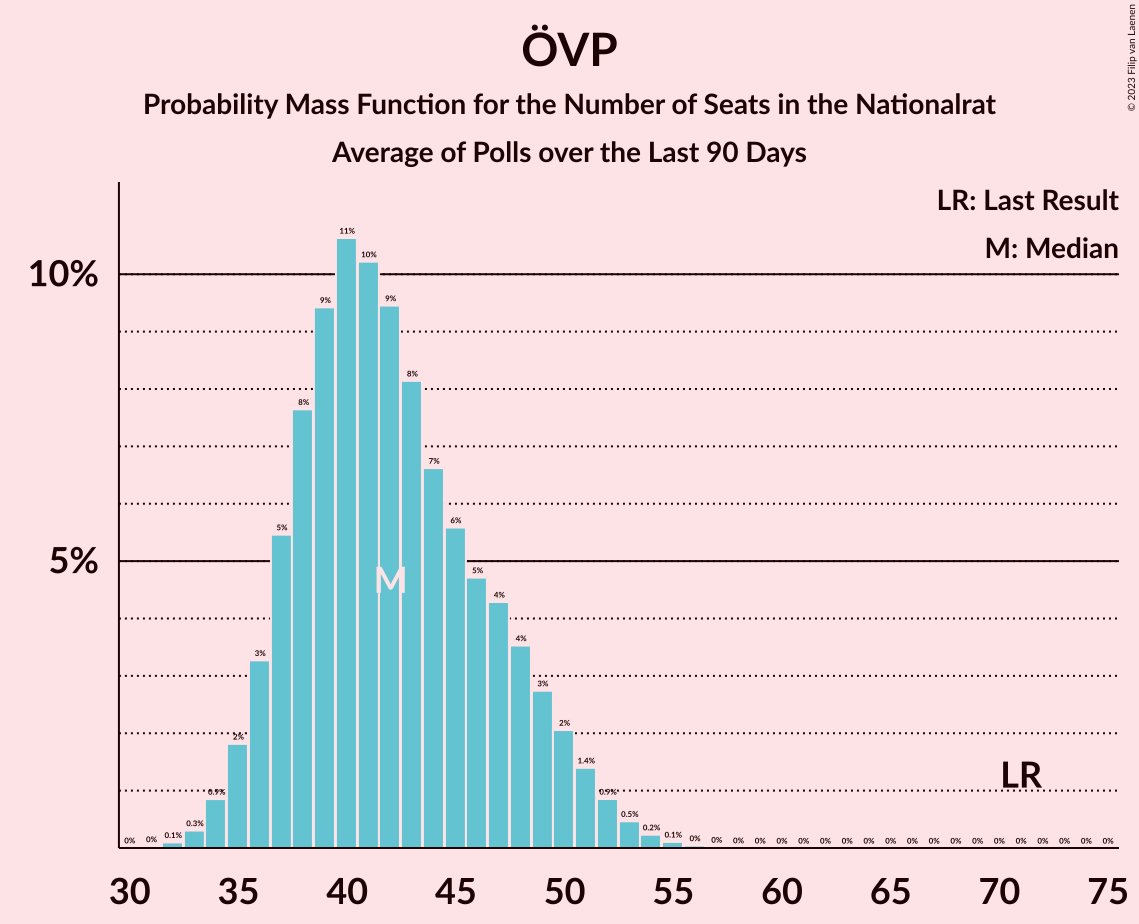 ÖVP
Probability Mass Function for the Number of Seats in the Nationalrat
Average of Polls over the Last 90 Days
© 2023 Filip van Laenen
LR: Last Result
M: Median
10%
5%
0% 0% 0.1% 0.3% 0.9% 2% 3% 5% 8% 9% 11% 10% 9% 8% 7% 6% 5% 4% 4% 3% 2% 1.4% 0.9% 0.5% 0.2% 0.1% 0% 0% 0% 0% 0% 0% 0% 0% 0% 0% 0% 0% 0% 0% 0% 0% 0% 0% 0% 0%
M
LR
30 35 40 45 50 55 60 65 70 75